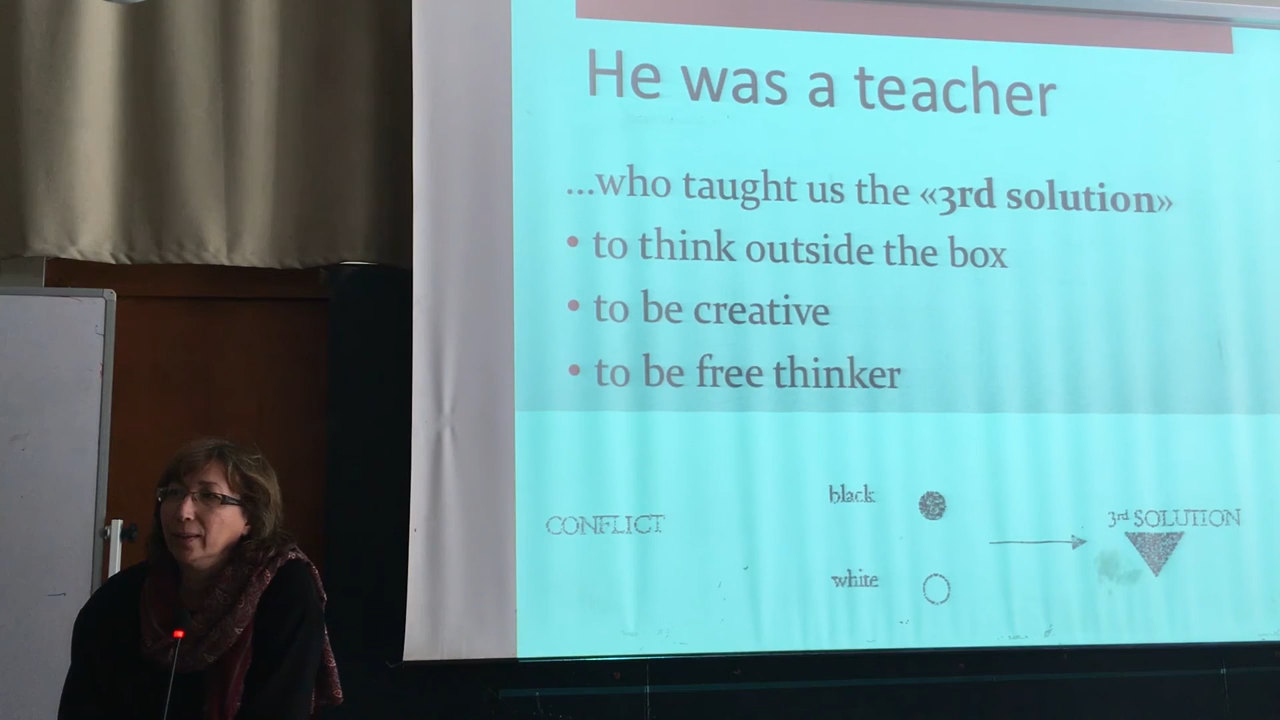 He was a teacher
...who taught us the «3rd solution»
• to think outside the box
• to be creative
• to be free thinker
black
CONFLICT
3rd SOLUTION
white